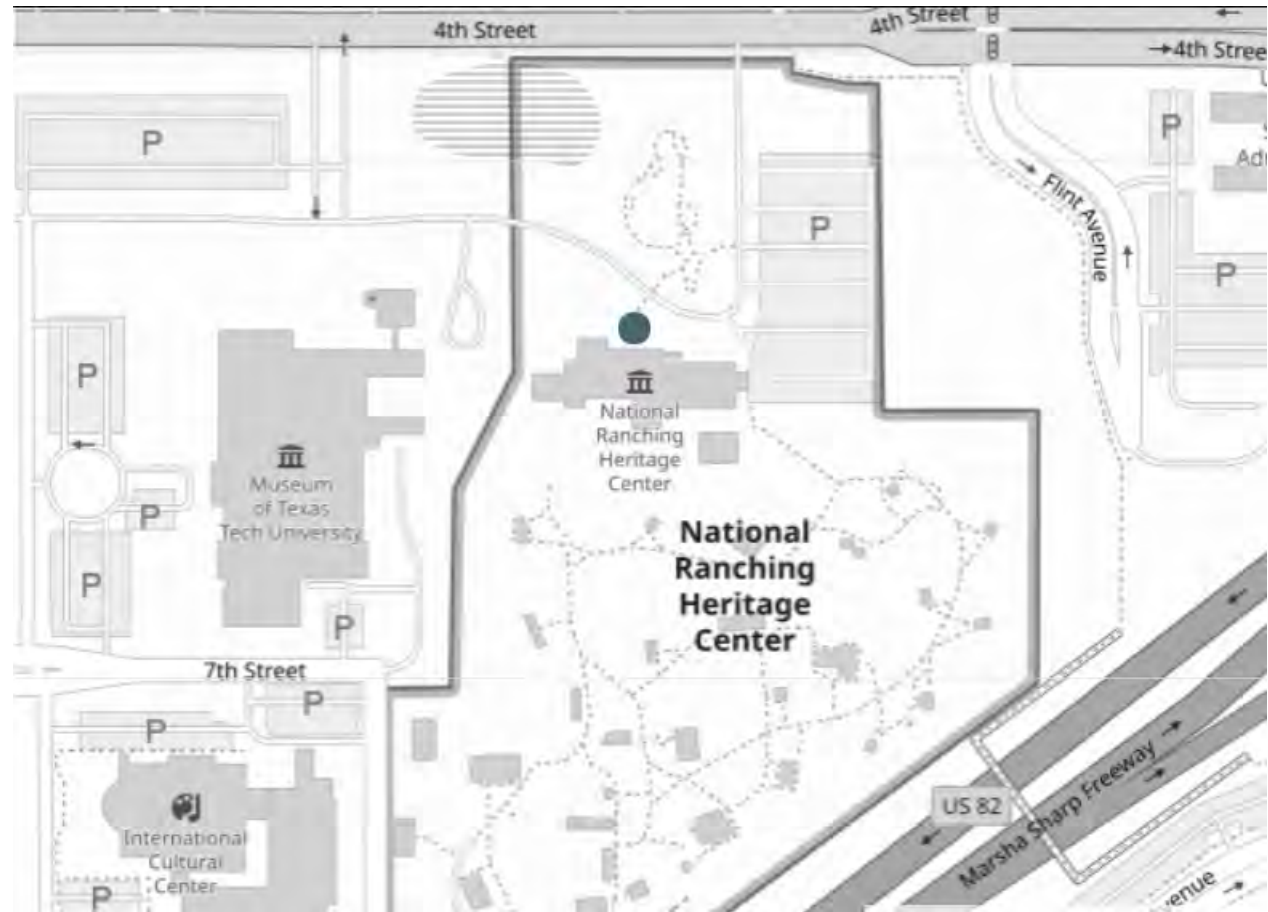 4th Street
4th Street
4th Stree
P
P
Flint Avenue
P
P
P
National
Ranching
Heritage
Center
Museum
of Texas
Tech University
P
P
National
Ranching
Heritage
Center
P
7th Street
P
P
US 82
Marsha Sharp Freeway
International
Cultural
Center
P
venue